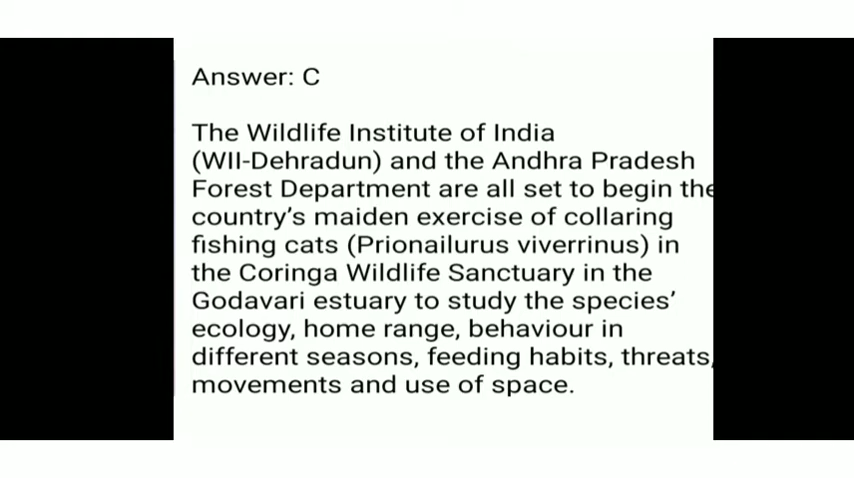 Answer: C
The Wildlife Institute of India
(WII-Dehradun) and the Andhra Pradesh
Forest Department are all set to begin the
country's maiden exercise of collaring
fishing cats (Prionailurus viverrinus) in
the Coringa Wildlife Sanctuary in the
Godavari estuary to study the species'
ecology, home range, behaviour in
different seasons, feeding habits, threats,
movements and use of space.